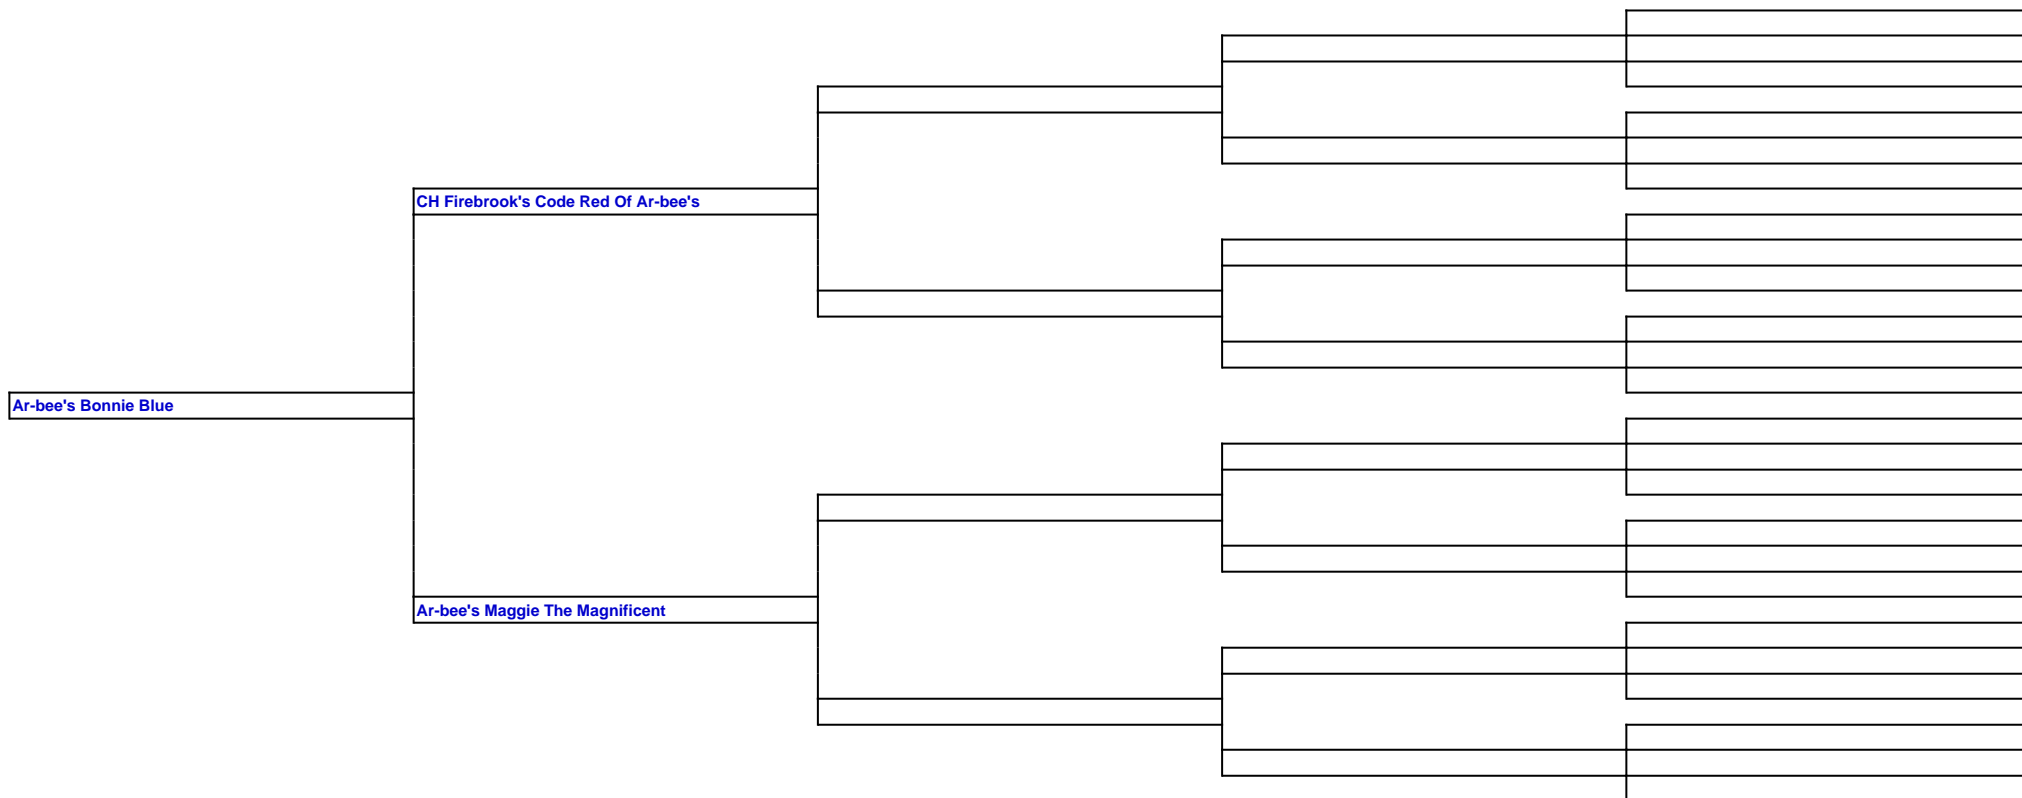 CH Firebrook's Code Red Of Ar-bee's
Ar-bee's Bonnie Blue
Ar-bee's Maggie The Magnificent